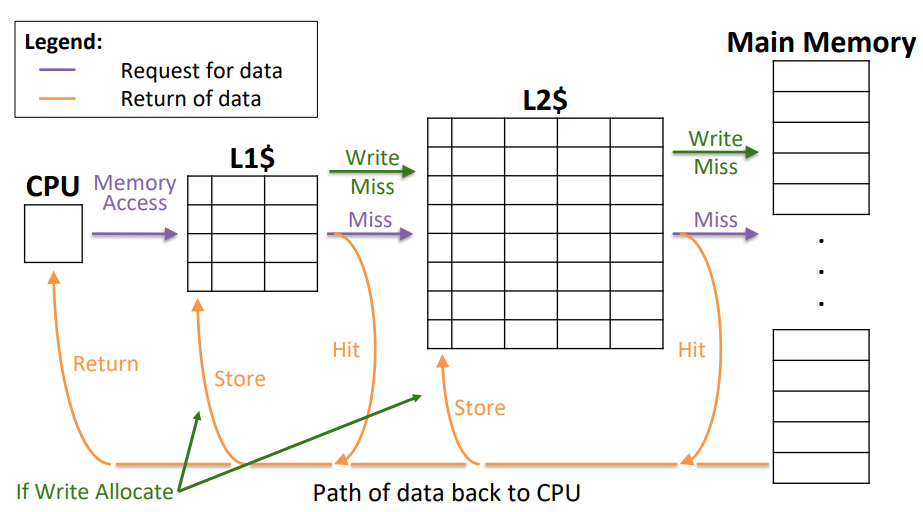 Legend:
Request for data
Return of data
Main Memory
L2$
L1$
CPU
Memory
Access
Write
Miss
Miss
Write
Miss
Miss
.
.
.
Return
Store
Hit
Store
Hit
If Write Allocate
Path of data back to CPU